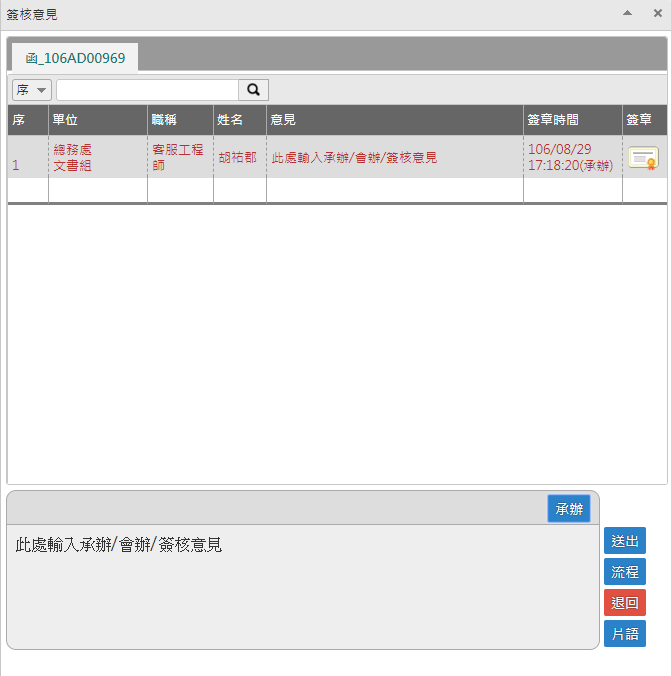 簽核意見
函_106AD00969
序
序 單位 職稱 姓名 意見 簽章時間 簽章
1 總務處 文書組 客服工程師 胡祐郡 此處輸入承辦/會辦/簽核意見 106/08/29 17:18:20(承辦)
承辦
此處輸入承辦/會辦/簽核意見
送出
流程
退回
片語